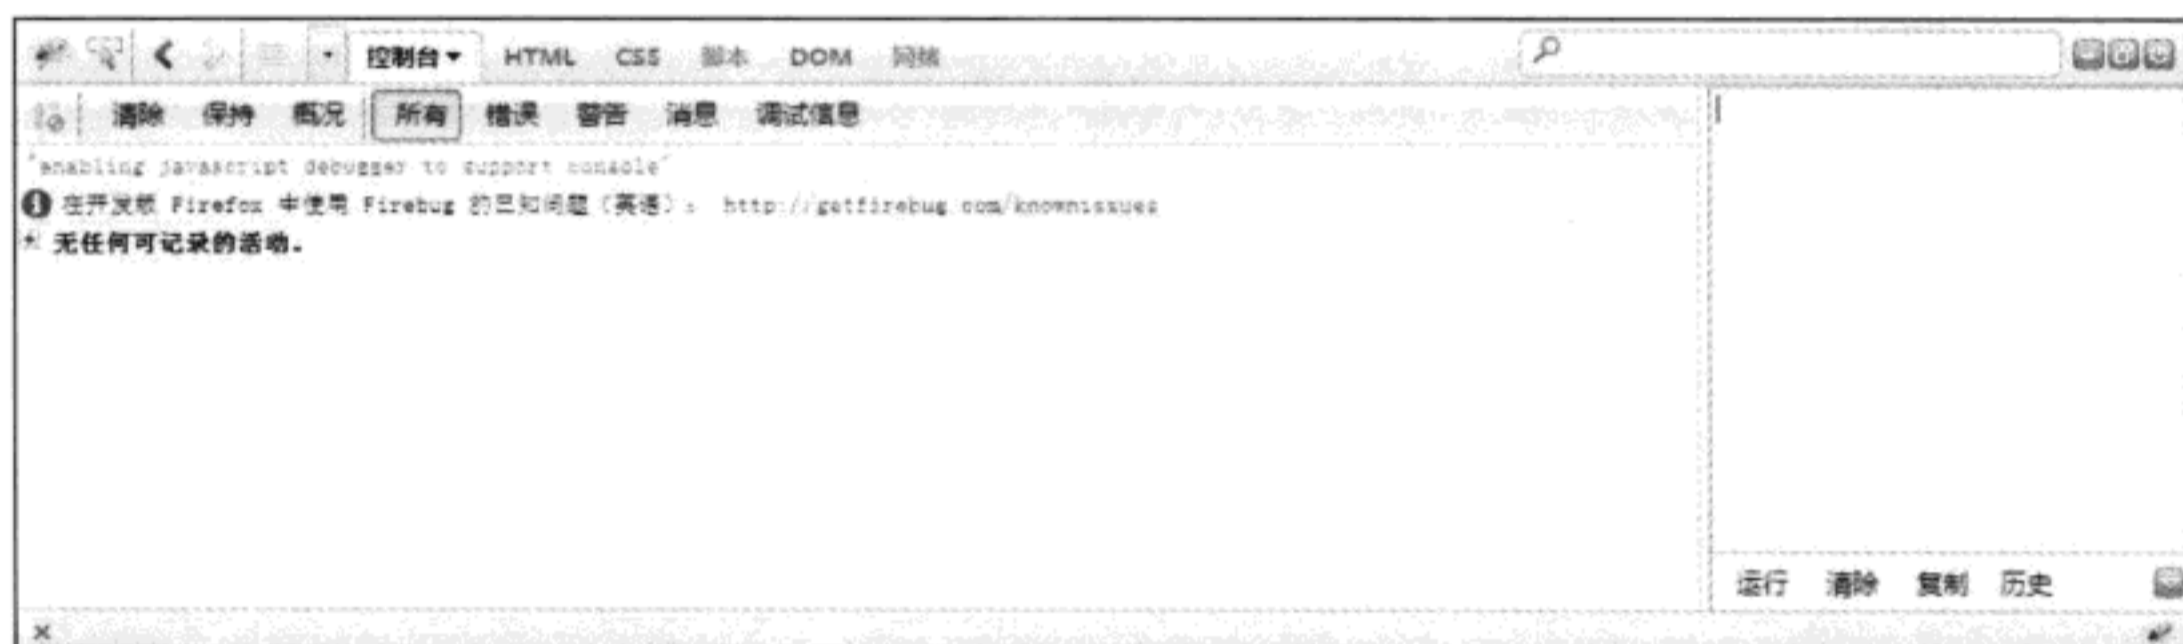 控制台 HTML CSS 脚本 DOM 网络
清除 保持 概况 所有 错误 警告 消息 调试信息
"enabling javascript debugger to support console"
在开发版 Firefox 中使用 Firebug 的已知问题（英语）： http://getfirebug.com/knownissues
无任何可记录的活动。
运行 清除 复制 历史